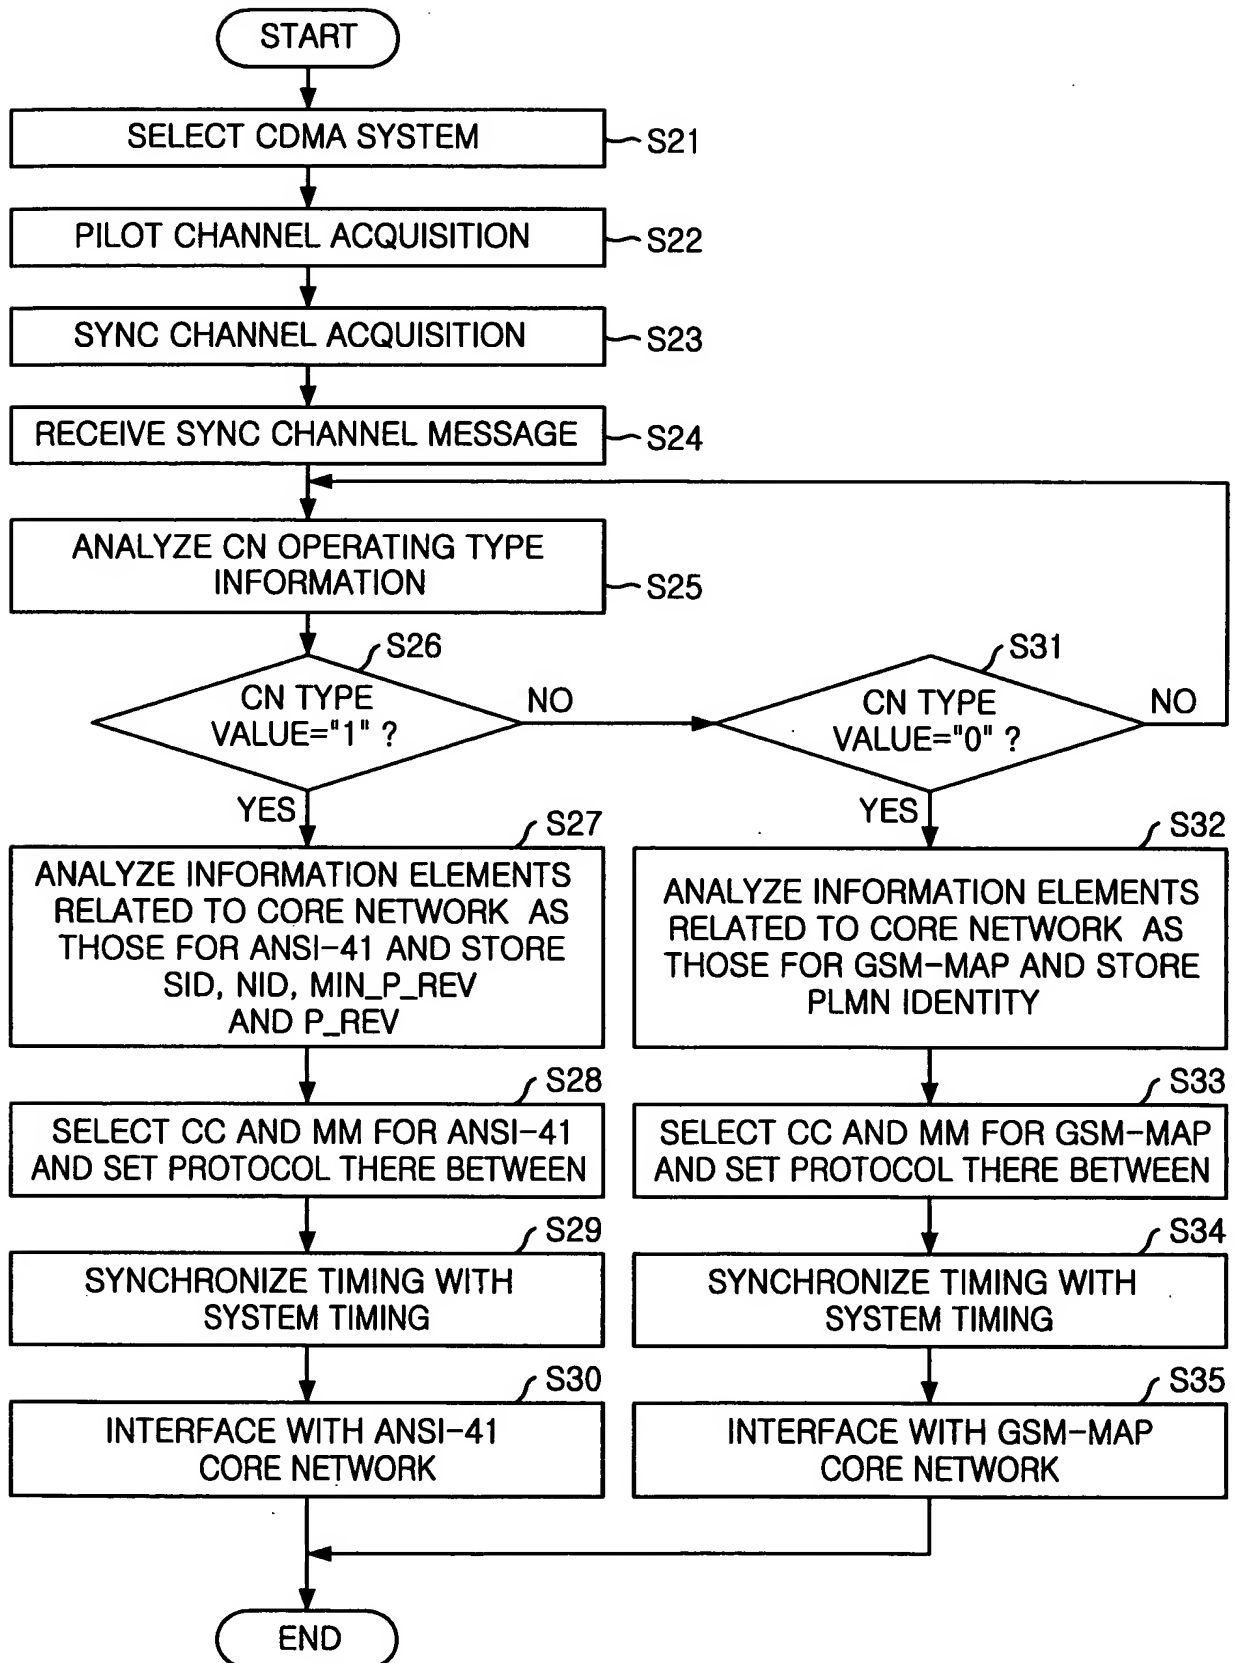 START
SELECT CDMA SYSTEM
S21
PILOT CHANNEL ACQUISITION
S22
SYNC CHANNEL ACQUISITION
S23
RECEIVE SYNC CHANNEL MESSAGE
S24
ANALYZE CN OPERATING TYPE
INFORMATION
S25
S26
CN TYPE
VALUE="1" ?
NO
YES
S31
CN TYPE
VALUE="0" ?
NO
YES
S27
ANALYZE INFORMATION ELEMENTS
RELATED TO CORE NETWORK AS
THOSE FOR ANSI-41 AND STORE
SID, NID, MIN_P_REV
AND P_REV
S32
ANALYZE INFORMATION ELEMENTS
RELATED TO CORE NETWORK AS
THOSE FOR GSM-MAP AND STORE
PLMN IDENTITY
S28
SELECT CC AND MM FOR ANSI-41
AND SET PROTOCOL THERE BETWEEN
S33
SELECT CC AND MM FOR GSM-MAP
AND SET PROTOCOL THERE BETWEEN
S29
SYNCHRONIZE TIMING WITH
SYSTEM TIMING
S34
SYNCHRONIZE TIMING WITH
SYSTEM TIMING
S30
INTERFACE WITH ANSI-41
CORE NETWORK
S35
INTERFACE WITH GSM-MAP
CORE NETWORK
END